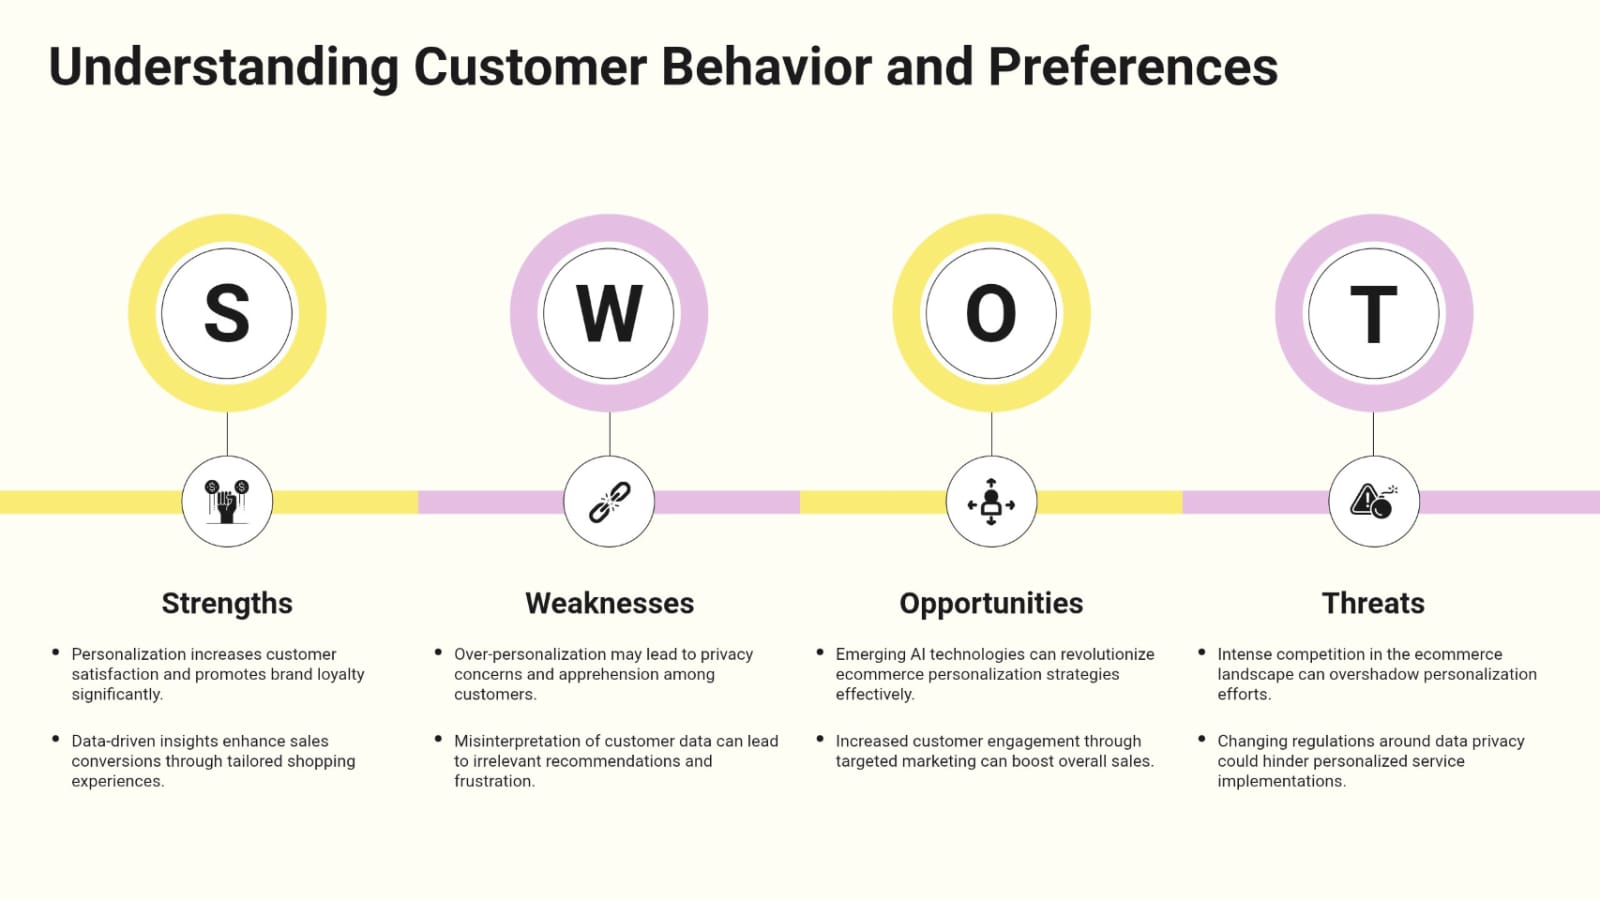 Understanding Customer Behavior and Preferences
S
W
O
T
Strengths
• Personalization increases customer
satisfaction and promotes brand loyalty
significantly.
• Data-driven insights enhance sales
conversions through tailored shopping
experiences.
Weaknesses
• Over-personalization may lead to privacy
concerns and apprehension among
customers.
• Misinterpretation of customer data can lead
to irrelevant recommendations and
frustration.
Opportunities
• Emerging AI technologies can revolutionize
ecommerce personalization strategies
effectively.
• Increased customer engagement through
targeted marketing can boost overall sales.
Threats
• Intense competition in the ecommerce
landscape can overshadow personalization
efforts.
• Changing regulations around data privacy
could hinder personalized service
implementations.